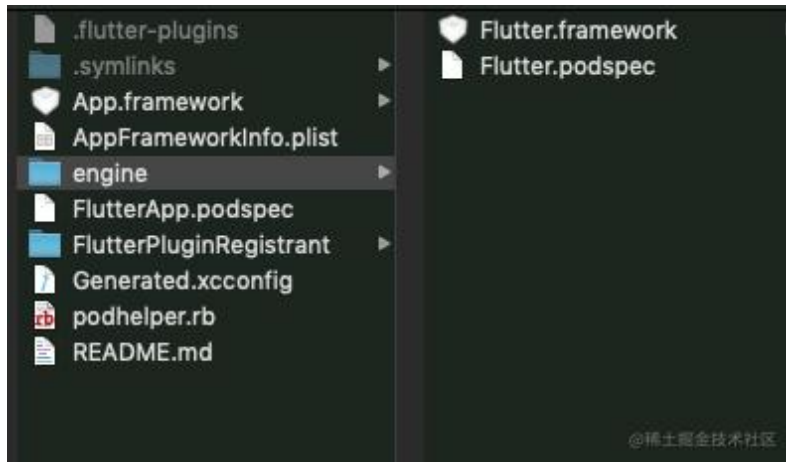 .flutter-plugins
.symlinks
App.framework
AppFrameworkInfo.plist
engine
FlutterApp.podspec
FlutterPluginRegistrant
Generated.xcconfig
rb podhelper.rb
README.md
Flutter.framework
Flutter.podspec
@稀土掘金技术社区